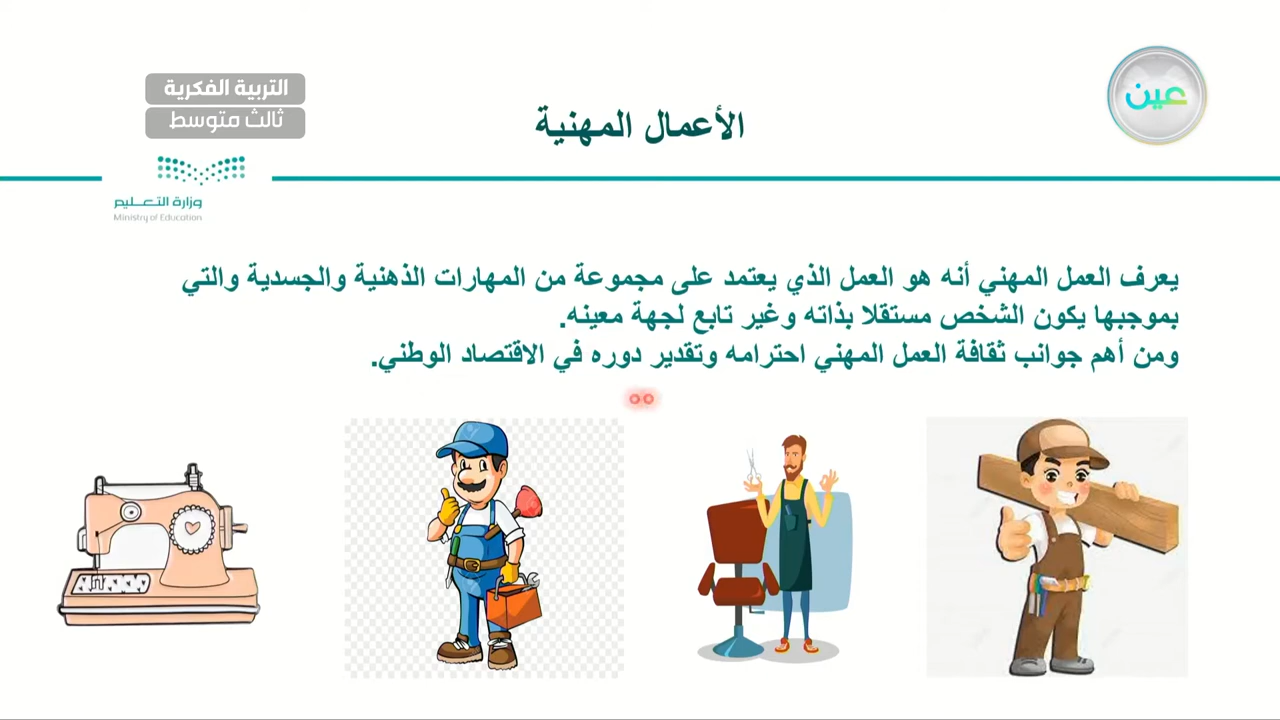 عين
التربية الفكرية
ثالث متوسط
الأعمال المهنية
وزارة التعليم
Ministry of Education
يعرف العمل المهني أنه هو العمل الذي يعتمد على مجموعة من المهارات الذهنية والجسدية والتي
بموجبها يكون الشخص مستقلا بذاته وغير تابع لجهة معينه.
ومن أهم جوانب ثقافة العمل المهني احترامه وتقدير دوره في الاقتصاد الوطني.